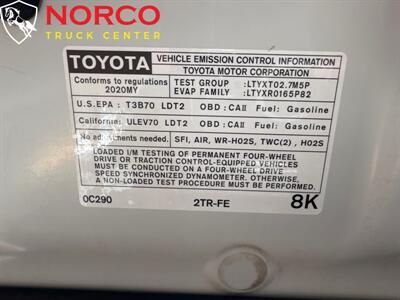 NORCO
TRUCK CENTER
TOYOTA
VEHICLE EMISSION CONTROL INFORMATION
TOYOTA MOTOR CORPORATION
Conforms to regulations
2020MY
TEST GROUP : LTYXT02.7M5P
EVAP FAMILY : LTYXR0165P82
U.S.EPA : T3B70 LDT2 OBD : CAII Fuel: Gasoline
California: ULEV70 LDT2 OBD : CAII Fuel: Gasoline
No adjustments needed. SFI, AIR, WR-HO2S, TWC(2), HO2S
LOADED I/M TESTING OF PERMANENT FOUR-WHEEL
DRIVE OR TRACTION-CONTROL-EQUIPPED VEHICLES
MUST BE CONDUCTED ON A FOUR-WHEEL DRIVE
SPEED SYNCHRONIZED DYNAMOMETER. OTHERWISE,
A NON-LOADED TEST PROCEDURE MUST BE PERFORMED.
0C290 2TR-FE 8K